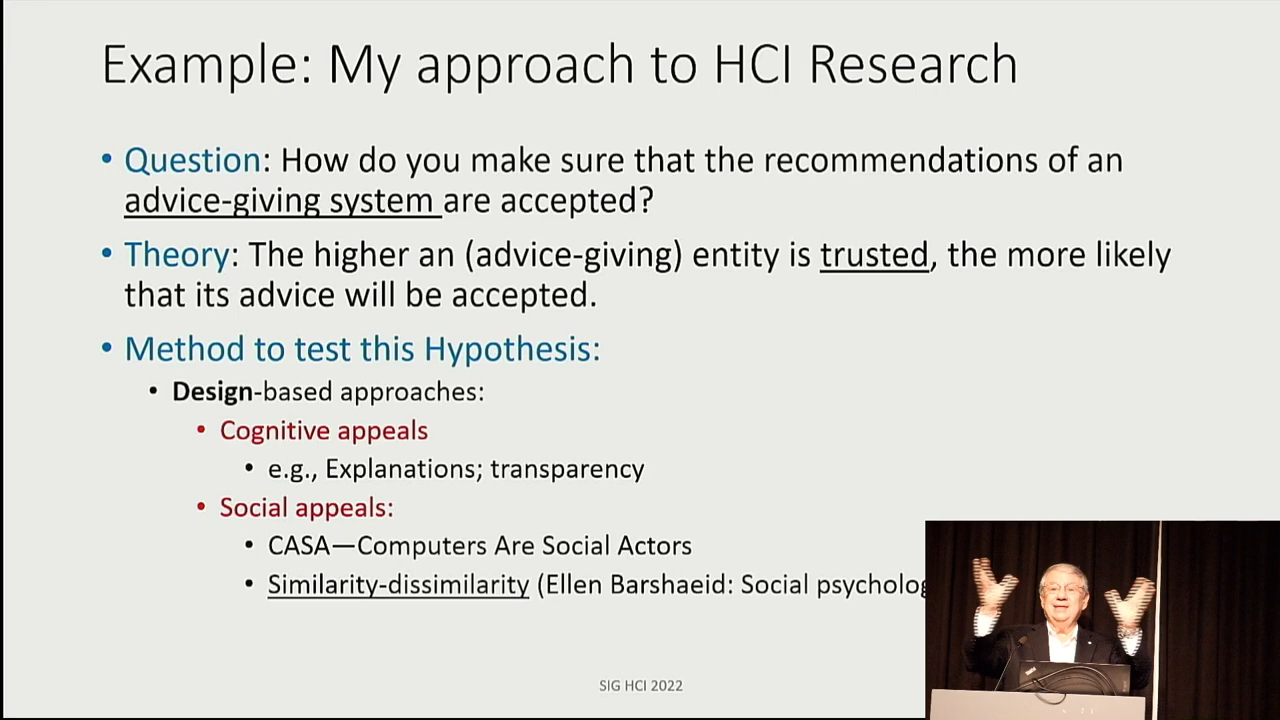 Example: My approach to HCI Research
• Question: How do you make sure that the recommendations of an
advice-giving system are accepted?
• Theory: The higher an (advice-giving) entity is trusted, the more likely
that its advice will be accepted.
• Method to test this Hypothesis:
• Design-based approaches:
• Cognitive appeals
• e.g., Explanations; transparency
• Social appeals:
• CASA—Computers Are Social Actors
• Similarity-dissimilarity (Ellen Barshaeid: Social
SIG HCI 2022